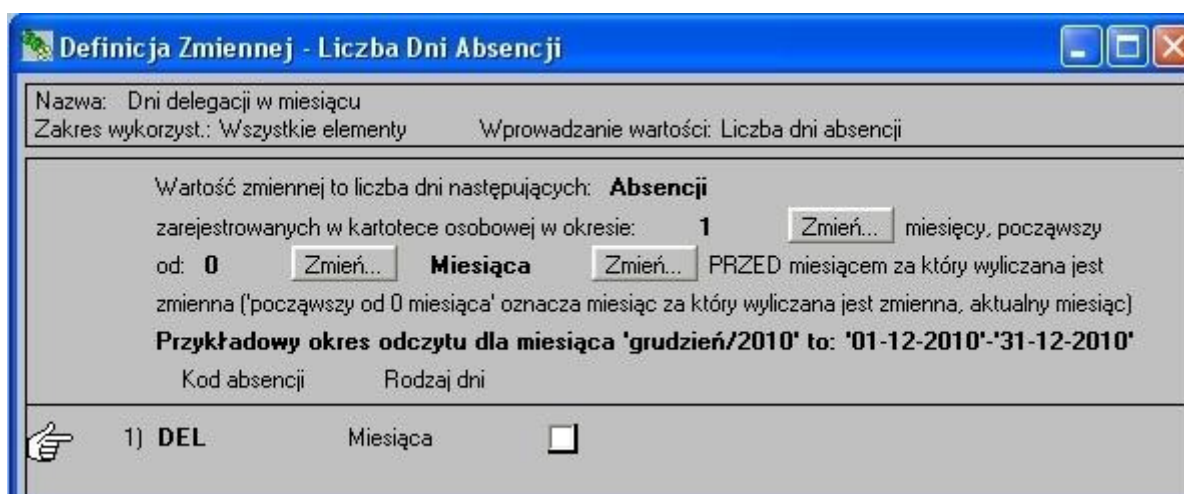 Definicja Zmiennej - Liczba Dni Absencji
Nazwa: Dni delegacji w miesiącu
Zakres wykorzyst.: Wszystkie elementy Wprowadzanie wartości: Liczba dni absencji
Wartość zmiennej to liczba dni następujących: Absencji
zarejestrowanych w kartotece osobowej w okresie: 1 Zmień... miesięcy, począwszy
od: 0 Zmień... Miesiąca Zmień... PRZED miesiącem za który wyliczana jest
zmienna ('począwszy od 0 miesiąca' oznacza miesiąc za który wyliczana jest zmienna, aktualny miesiąc)
Przykładowy okres odczytu dla miesiąca 'grudzień/2010' to: '01-12-2010'-'31-12-2010'
Kod absencji Rodzaj dni
1) DEL Miesiąca